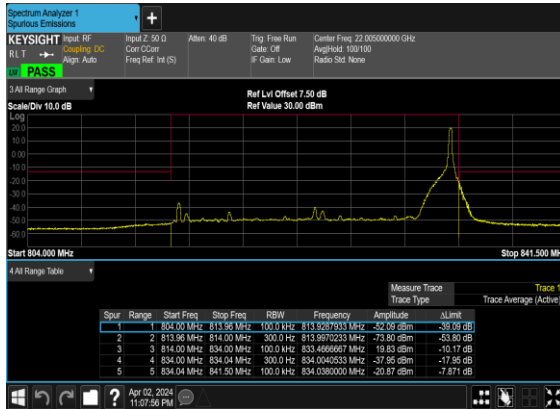 Spectrum Analyzer 1
Spurious Emissions
KEYSIGHT Input: RF Input Z: 50 Ω Atten: 40 dB Trig: Free Run Center Freq: 22.005000000 GHz
RLT Coupling: DC Corr CCorr Gate: Off Avg|Hold: 100/100
Align: Auto Freq Ref: Int (S) IF Gain: Low Radio Std: None
PASS
3 All Range Graph
Ref Lvl Offset 7.50 dB
Scale/Div 10.0 dB Ref Value 30.00 dBm
Log
20.0
10.0
0.00
-10.0
-20.0
-30.0
-40.0
-50.0
-60.0
Start 804.000 MHz Stop 841.500 MH
4 All Range Table
Measure Trace Trace 1
Trace Type Trace Average (Active)
Spur Range Start Freq Stop Freq RBW Frequency Amplitude ΔLimit
1 1 804.00 MHz 813.96 MHz 100.0 kHz 813.9287933 MHz -52.09 dBm -39.09 dB
2 2 813.96 MHz 814.00 MHz 300.0 Hz 813.9970233 MHz -73.80 dBm -53.80 dB
3 3 814.00 MHz 834.00 MHz 100.0 kHz 833.4666667 MHz 19.83 dBm -10.17 dB
4 4 834.00 MHz 834.04 MHz 300.0 Hz 834.0040533 MHz -37.95 dBm -17.95 dB
5 5 834.04 MHz 841.50 MHz 100.0 kHz 834.0380000 MHz -20.87 dBm -7.871 dB
Apr 02, 2024
11:07:56 PM